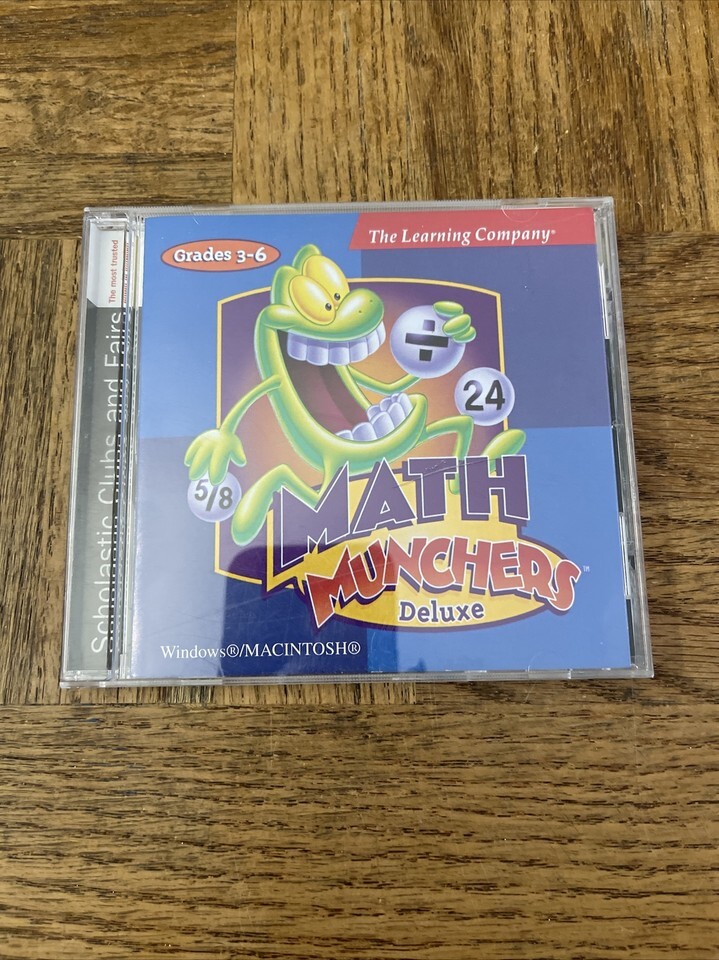 The Learning Company®
Grades 3-6
÷
24
5/8
MATH
MUNCHERS™
Deluxe
Windows®/MACINTOSH®
Scholastic Clubs and Fairs
The most trusted